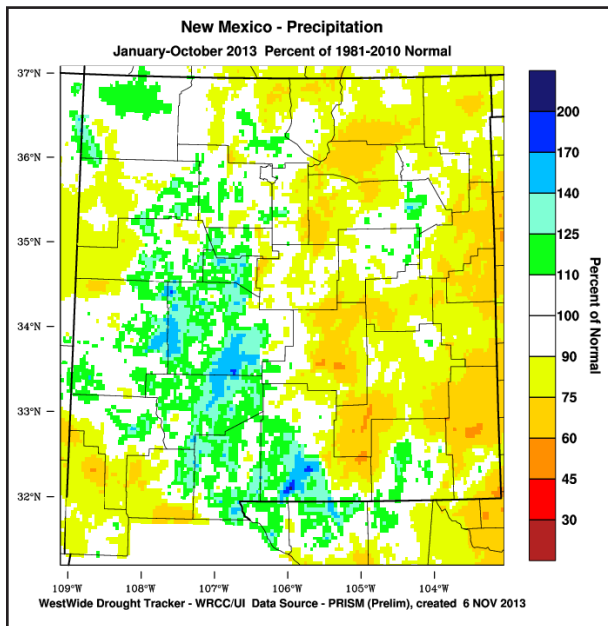 New Mexico - Precipitation
January-October 2013  Percent of 1981-2010 Normal
37°N
36°N
35°N
34°N
33°N
32°N
109°W 108°W 107°W 106°W 105°W 104°W
200
170
140
125
110
100
90
75
60
45
30
Percent of Normal
WestWide Drought Tracker - WRCC/UI  Data Source - PRISM (Prelim), created  6 NOV 2013